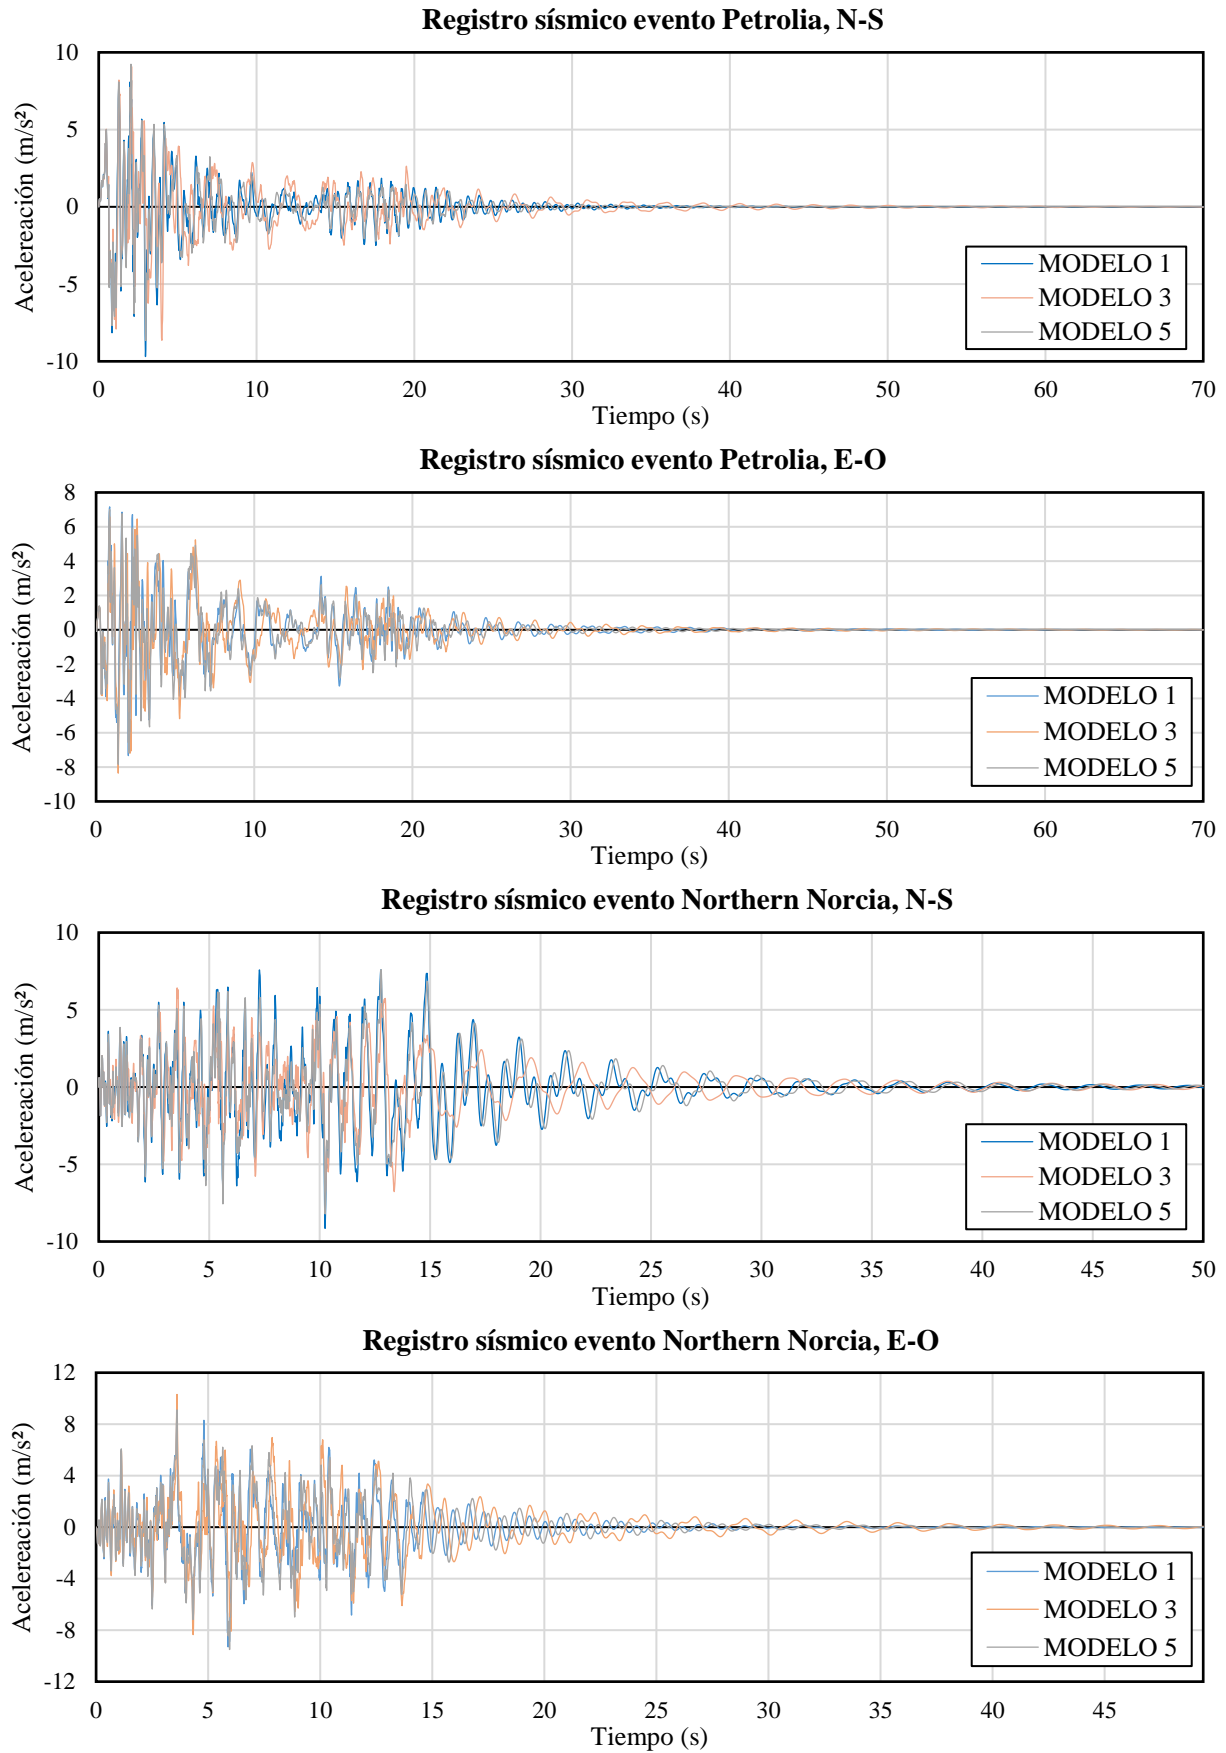 Registro sísmico evento Petrolia, N-S
10
5
0
-5
-10
Acelereación (m/s²)
MODELO 1
MODELO 3
MODELO 5
0 10 20 30 40 50 60 70
Tiempo (s)
Registro sísmico evento Petrolia, E-O
8
6
4
2
0
-2
-4
-6
-8
-10
Acelereación (m/s²)
MODELO 1
MODELO 3
MODELO 5
0 10 20 30 40 50 60 70
Tiempo (s)
Registro sísmico evento Northern Norcia, N-S
10
5
0
-5
-10
Acelereación (m/s²)
MODELO 1
MODELO 3
MODELO 5
0 5 10 15 20 25 30 35 40 45 50
Tiempo (s)
Registro sísmico evento Northern Norcia, E-O
12
8
4
0
-4
-8
-12
Acelereación (m/s²)
MODELO 1
MODELO 3
MODELO 5
0 5 10 15 20 25 30 35 40 45
Tiempo (s)